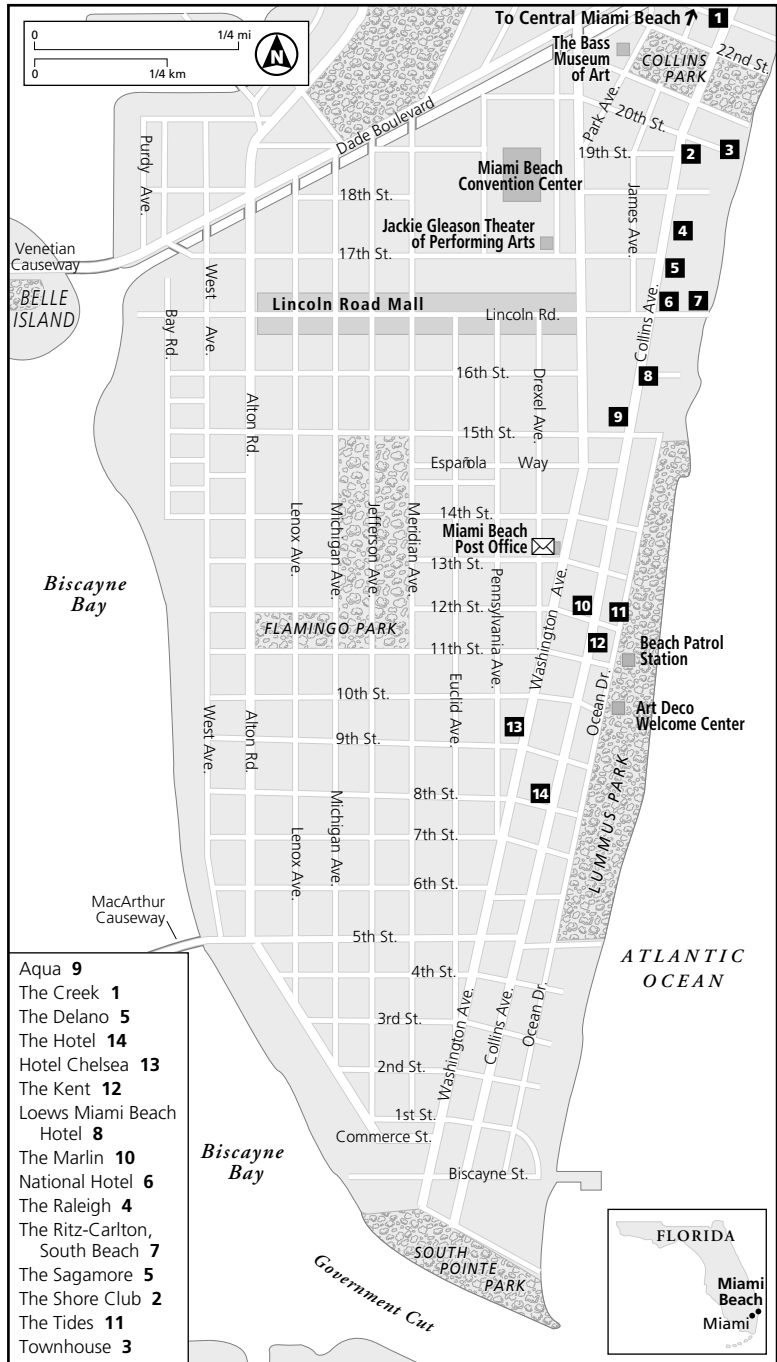 To Central Miami Beach
1
0
1/4 mi
0
1/4 km
N
The Bass
Museum
of Art
COLLINS
PARK
22nd St.
Park Ave.
20th St.
Dade Boulevard
Purdy Ave.
19th St.
2
3
Miami Beach
Convention Center
James Ave.
18th St.
Jackie Gleason Theater
of Performing Arts
4
17th St.
Venetian
Causeway
5
West Ave.
BELLE
ISLAND
Lincoln Road Mall
Lincoln Rd.
6
7
Bay Rd.
Collins Ave.
16th St.
Drexel Ave.
8
Alton Rd.
9
15th St.
Española Way
Lenox Ave.
Michigan Ave.
Jefferson Ave.
Meridian Ave.
14th St.
Miami Beach
Post Office
13th St.
Biscayne
Bay
Pennsylvania Ave.
Washington Ave.
12th St.
10
11
FLAMINGO PARK
12
11th St.
Beach Patrol
Station
10th St.
Euclid Ave.
Ocean Dr.
Art Deco
Welcome Center
West Ave.
Alton Rd.
13
9th St.
Michigan Ave.
8th St.
14
LUMMUS PARK
Lenox Ave.
7th St.
6th St.
MacArthur
Causeway
5th St.
ATLANTIC
OCEAN
4th St.
Washington Ave.
Collins Ave.
Ocean Dr.
3rd St.
2nd St.
1st St.
Commerce St.
Biscayne
Bay
Biscayne St.
SOUTH
POINTE
PARK
Government Cut
Aqua 9
The Creek 1
The Delano 5
The Hotel 14
Hotel Chelsea 13
The Kent 12
Loews Miami Beach
Hotel 8
The Marlin 10
National Hotel 6
The Raleigh 4
The Ritz-Carlton,
South Beach 7
The Sagamore 5
The Shore Club 2
The Tides 11
Townhouse 3
FLORIDA
Miami
Beach
Miami